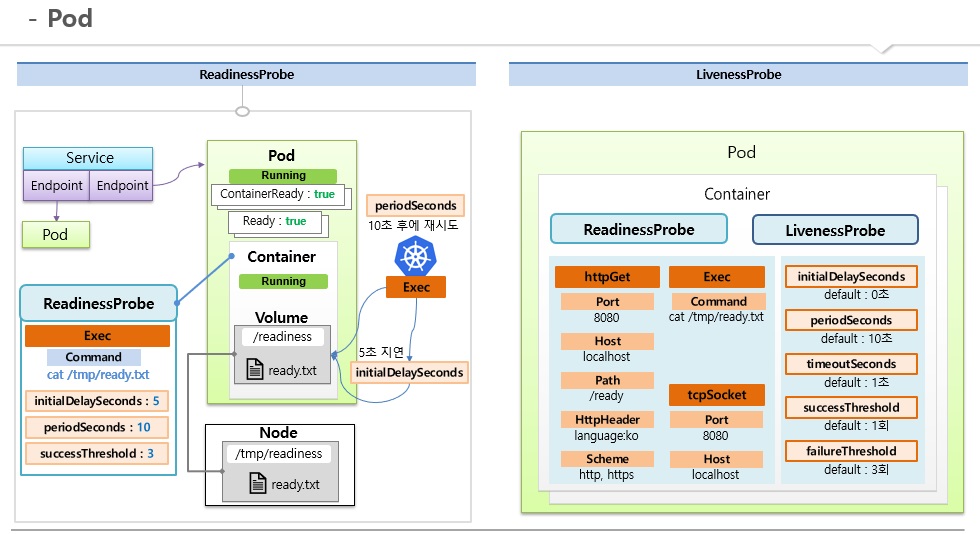 - Pod
ReadinessProbe
Service
Endpoint
Endpoint
Pod
Pod
Running
ContainerReady : true
Ready : true
Container
Running
Volume
/readiness
ready.txt
periodSeconds
10초 후에 재시도
Exec
5초 지연
initialDelaySeconds
ReadinessProbe
Exec
Command
cat /tmp/ready.txt
initialDelaySeconds : 5
periodSeconds : 10
successThreshold : 3
Node
/tmp/readiness
ready.txt
LivenessProbe
Pod
Container
ReadinessProbe
LivenessProbe
httpGet
Port
8080
Host
localhost
Path
/ready
HttpHeader
language:ko
Scheme
http, https
Exec
Command
cat /tmp/ready.txt
tcpSocket
Port
8080
Host
localhost
initialDelaySeconds
default : 0초
periodSeconds
default : 10초
timeoutSeconds
default : 1초
successThreshold
default : 1회
failureThreshold
default : 3회